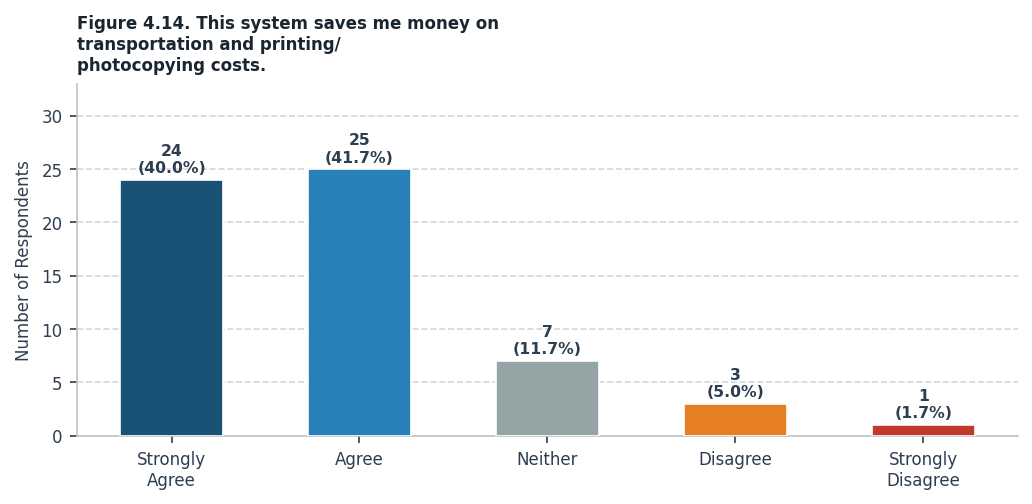 Figure 4.14. This system saves me money on
transportation and printing/
photocopying costs.
Number of Respondents
30
25
20
15
10
5
0
24
(40.0%)
25
(41.7%)
7
(11.7%)
3
(5.0%)
1
(1.7%)
Strongly
Agree
Agree
Neither
Disagree
Strongly
Disagree